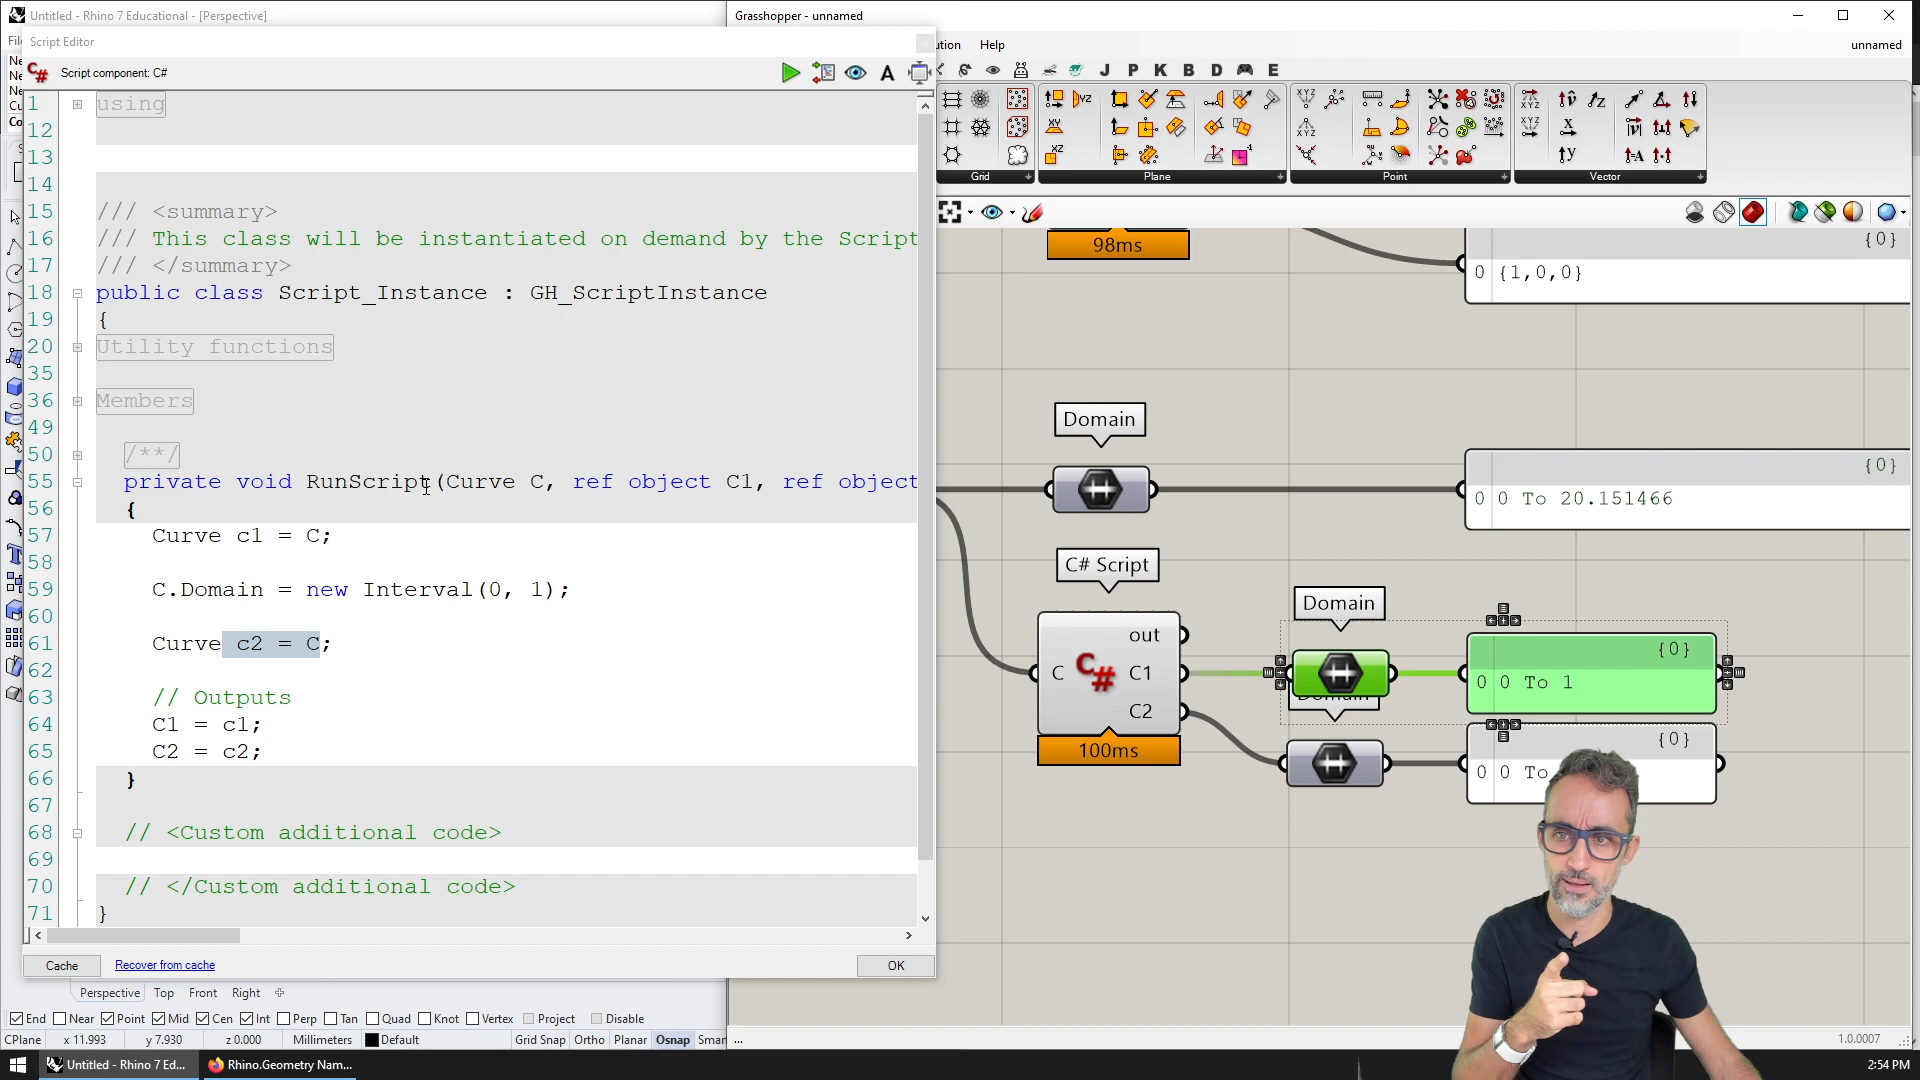 Untitled - Rhino 7 Educational - [Perspective]
Grasshopper - unnamed
Script Editor
Help
unnamed
Script component: C#
J P K B D E
1 using
12
13
14
15 /// <summary>
16 /// This class will be instantiated on demand by the Script
17 /// </summary>
18 public class Script_Instance : GH_ScriptInstance
19 {
20 Utility functions
35
36 Members
49
50 /**/
55 private void RunScript(Curve C, ref object C1, ref object
56 {
57 Curve c1 = C;
58
59 C.Domain = new Interval(0, 1);
60
61 Curve c2 = C;
62
63 // Outputs
64 C1 = c1;
65 C2 = c2;
66 }
67
68 // <Custom additional code>
69
70 // </Custom additional code>
71 }
Cache
Recover from cache
OK
Grid
Plane
Point
Vector
98ms
{0}
0 {1,0,0}
Domain
{0}
0 0 To 20.151466
C# Script
C
C#
out
C1
C2
100ms
Domain
{0}
0 0 To 1
Domain
{0}
0 0 To
Perspective Top Front Right
End Near Point Mid Cen Int Perp Tan Quad Knot Vertex Project Disable
CPlane x 11.993 y 7.930 z 0.000 Millimeters Default Grid Snap Ortho Planar Osnap Smar
...
1.0.0007
Untitled - Rhino 7 Ed...
Rhino.Geometry Nam...
2:54 PM